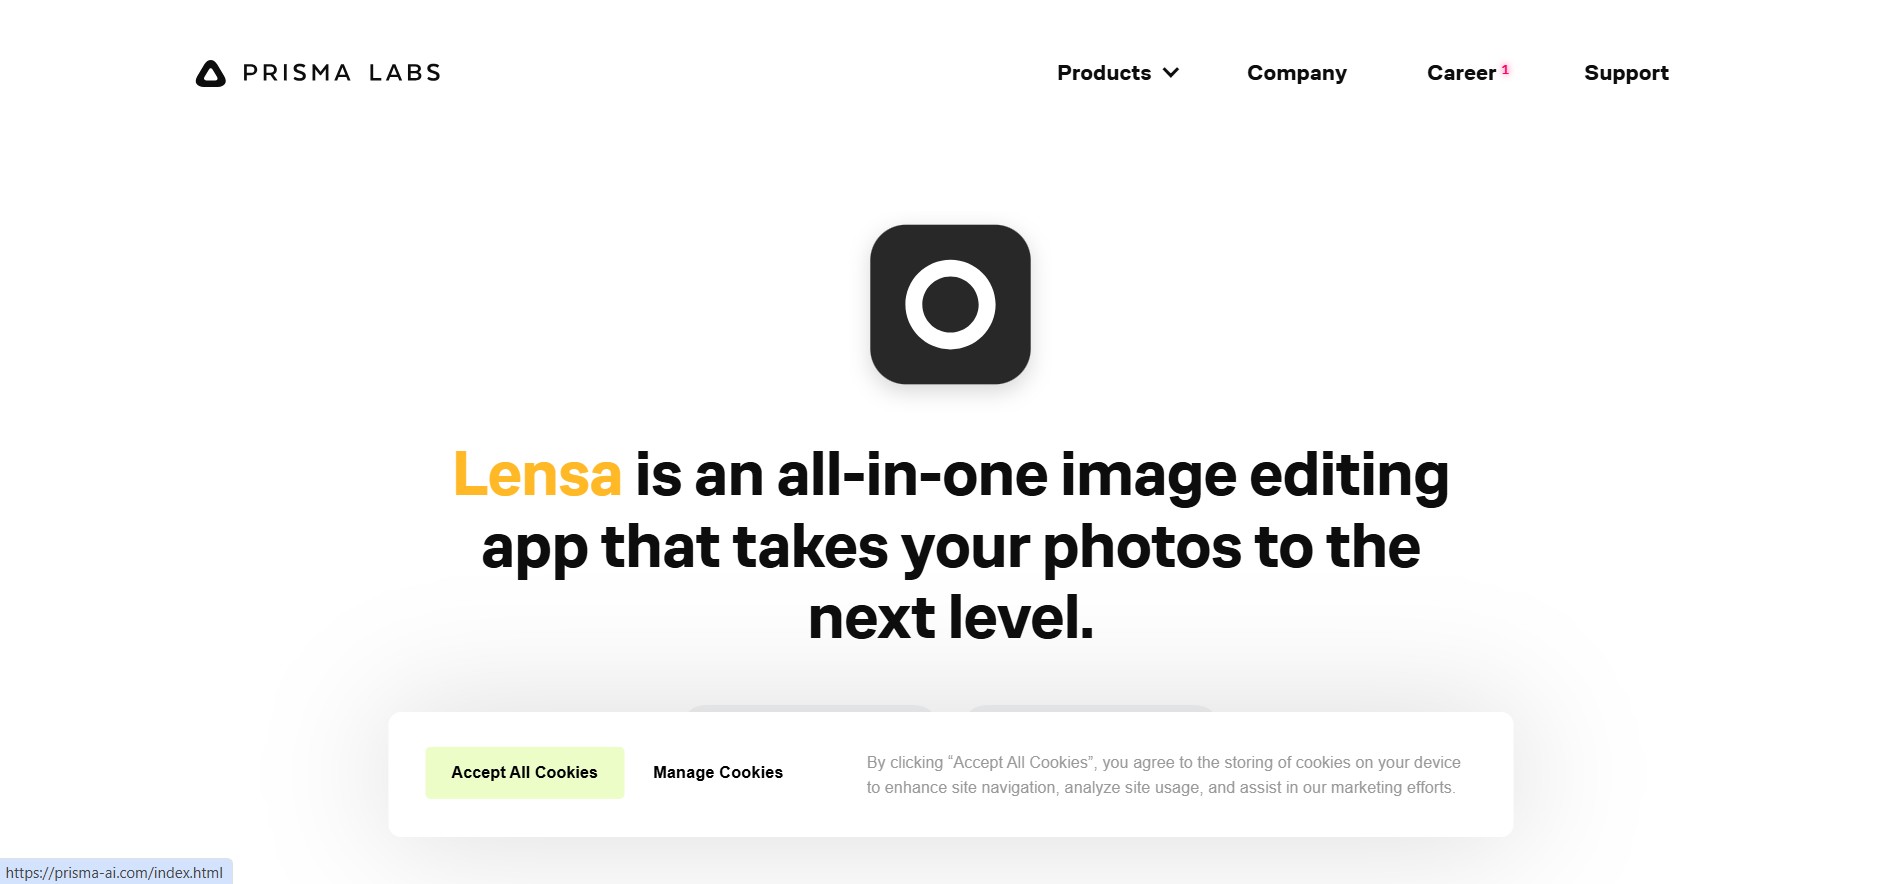 PRISMA LABS
Products
Company
Career 1
Support
Lensa is an all-in-one image editing
app that takes your photos to the
next level.
Accept All Cookies
Manage Cookies
By clicking “Accept All Cookies”, you agree to the storing of cookies on your device
to enhance site navigation, analyze site usage, and assist in our marketing efforts.
https://prisma-ai.com/index.html